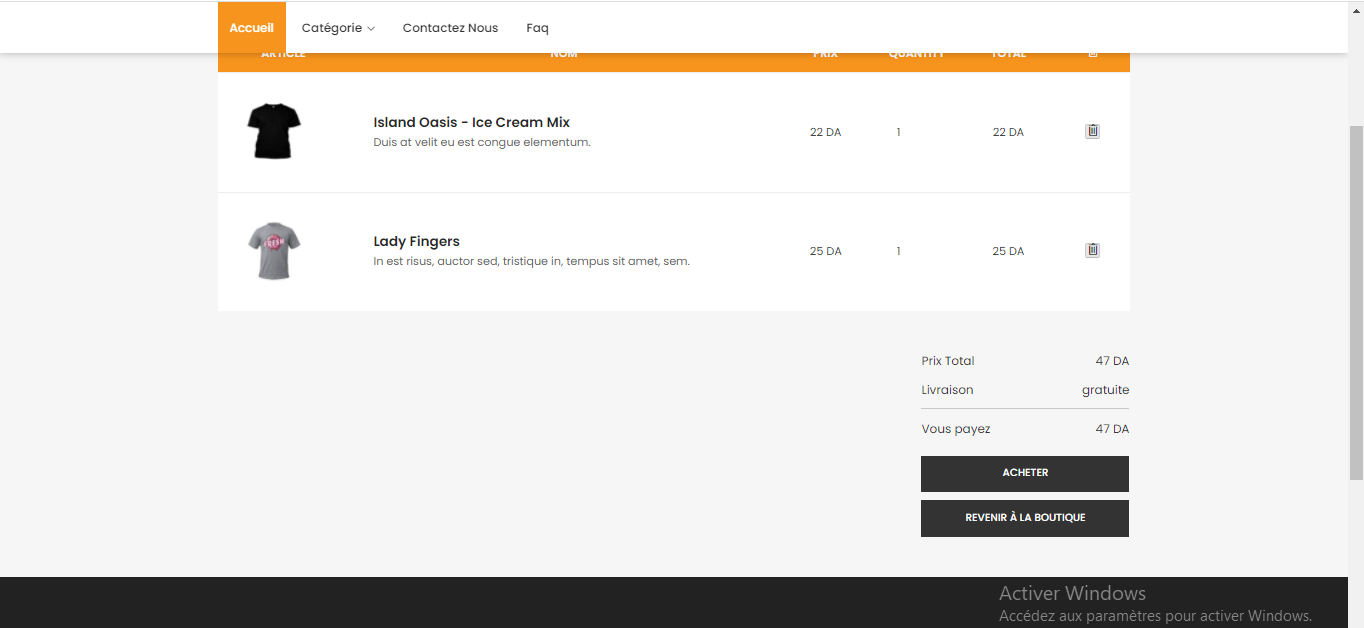 Accueil Catégorie Contactez Nous Faq
ARTICLE NOM PRIX QUANTITY TOTAL
Island Oasis - Ice Cream Mix
Duis at velit eu est congue elementum.
22 DA 1 22 DA
FRESH
Lady Fingers
In est risus, auctor sed, tristique in, tempus sit amet, sem.
25 DA 1 25 DA
Prix Total 47 DA
Livraison gratuite
Vous payez 47 DA
ACHETER
REVENIR À LA BOUTIQUE
Activer Windows
Accédez aux paramètres pour activer Windows.